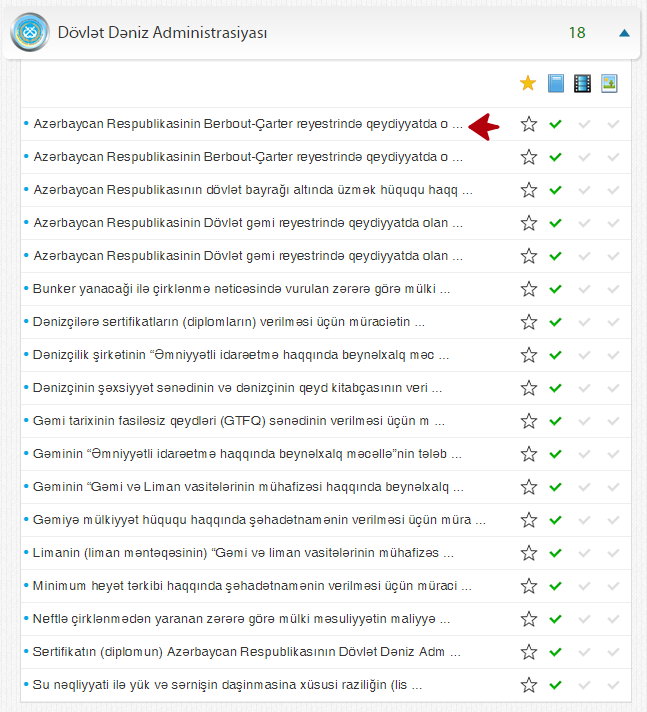 Dövlət Dəniz Administrasiyası 18
Azərbaycan Respublikasinin Berbout-Çarter reyestrində qeydiyyatda o ...
Azərbaycan Respublikasinin Berbout-Çarter reyestrində qeydiyyatda o ...
Azərbaycan Respublikasının dövlət bayrağı altında üzmək hüququ haqq ...
Azərbaycan Respublikasinin Dövlət gəmi reyestrində qeydiyyatda olan ...
Azərbaycan Respublikasinin Dövlət gəmi reyestrində qeydiyyatda olan ...
Bunker yanacaği ilə çirklənmə nəticəsində vurulan zərərə görə mülki ...
Dənizçilərə sertifikatların (diplomların) verilməsi üçün müraciətin ...
Dənizçilik şirkətinin “Əmniyyətli idarəetmə haqqında beynəlxalq məc ...
Dənizçinin şəxsiyyət sənədinin və dənizçinin qeyd kitabçasının veri ...
Gəmi tarixinin fasiləsiz qeydləri (GTFQ) sənədinin verilməsi üçün m ...
Gəminin “Əmniyyətli idarəetmə haqqında beynəlxalq məcəllə”nin tələb ...
Gəminin “Gəmi və Liman vasitələrinin mühafizəsi haqqında beynəlxalq ...
Gəmiyə mülkiyyət hüququ haqqında şəhadətnamənin verilməsi üçün müra ...
Limanin (liman məntəqəsinin) “Gəmi və liman vasitələrinin mühafizəs ...
Minimum heyət tərkibi haqqında şəhadətnamənin verilməsi üçün müraci ...
Neftlə çirklənmədən yaranan zərərə görə mülki məsuliyyətin maliyyə ...
Sertifikatın (diplomun) Azərbaycan Respublikasının Dövlət Dəniz Adm ...
Su nəqliyyati ilə yük və sərnişin daşinmasina xüsusi raziliğin (lis ...